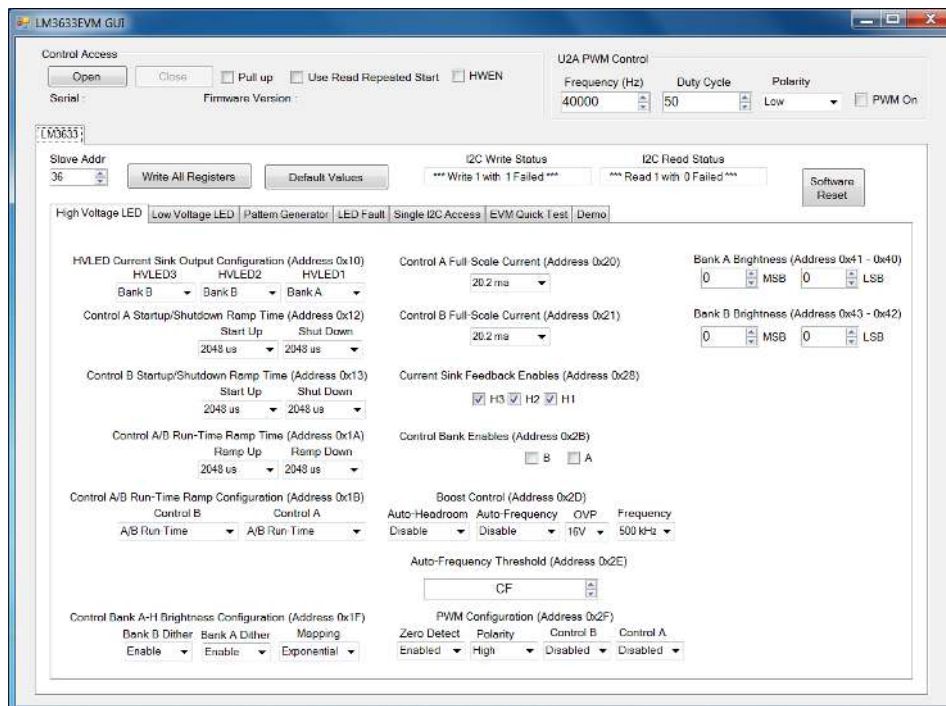 LM3633EVM GUI
Control Access
Open Close Pull up Use Read Repeated Start HWEN
Serial : Firmware Version :
U2A PWM Control
Frequency (Hz) Duty Cycle Polarity
40000 50 Low PWM On
LM3633
Slave Addr I2C Write Status I2C Read Status
36 Write All Registers Default Values *** Write 1 with 1 Failed *** *** Read 1 with 0 Failed *** Software Reset
High Voltage LED Low Voltage LED Pattern Generator LED Fault Single I2C Access EVM Quick Test Demo
HVLED Current Sink Output Configuration (Address 0x10)
HVLED3 HVLED2 HVLED1
Bank B Bank B Bank A
Control A Startup/Shutdown Ramp Time (Address 0x12)
Start Up Shut Down
2048 us 2048 us
Control B Startup/Shutdown Ramp Time (Address 0x13)
Start Up Shut Down
2048 us 2048 us
Control A/B Run-Time Ramp Time (Address 0x1A)
Ramp Up Ramp Down
2048 us 2048 us
Control A/B Run-Time Ramp Configuration (Address 0x1B)
Control B Control A
A/B Run-Time A/B Run-Time
Control Bank A-H Brightness Configuration (Address 0x1F)
Bank B Dither Bank A Dither Mapping
Enable Enable Exponential
Control A Full-Scale Current (Address 0x20)
20.2 ma
Control B Full-Scale Current (Address 0x21)
20.2 ma
Current Sink Feedback Enables (Address 0x28)
H3 H2 H1
Control Bank Enables (Address 0x2B)
B A
Boost Control (Address 0x2D)
Auto-Headroom Auto-Frequency OVP Frequency
Disable Disable 16V 500 kHz
Auto-Frequency Threshold (Address 0x2E)
CF
PWM Configuration (Address 0x2F)
Zero Detect Polarity Control B Control A
Enabled High Disabled Disabled
Bank A Brightness (Address 0x41 - 0x40)
0 MSB 0 LSB
Bank B Brightness (Address 0x43 - 0x42)
0 MSB 0 LSB